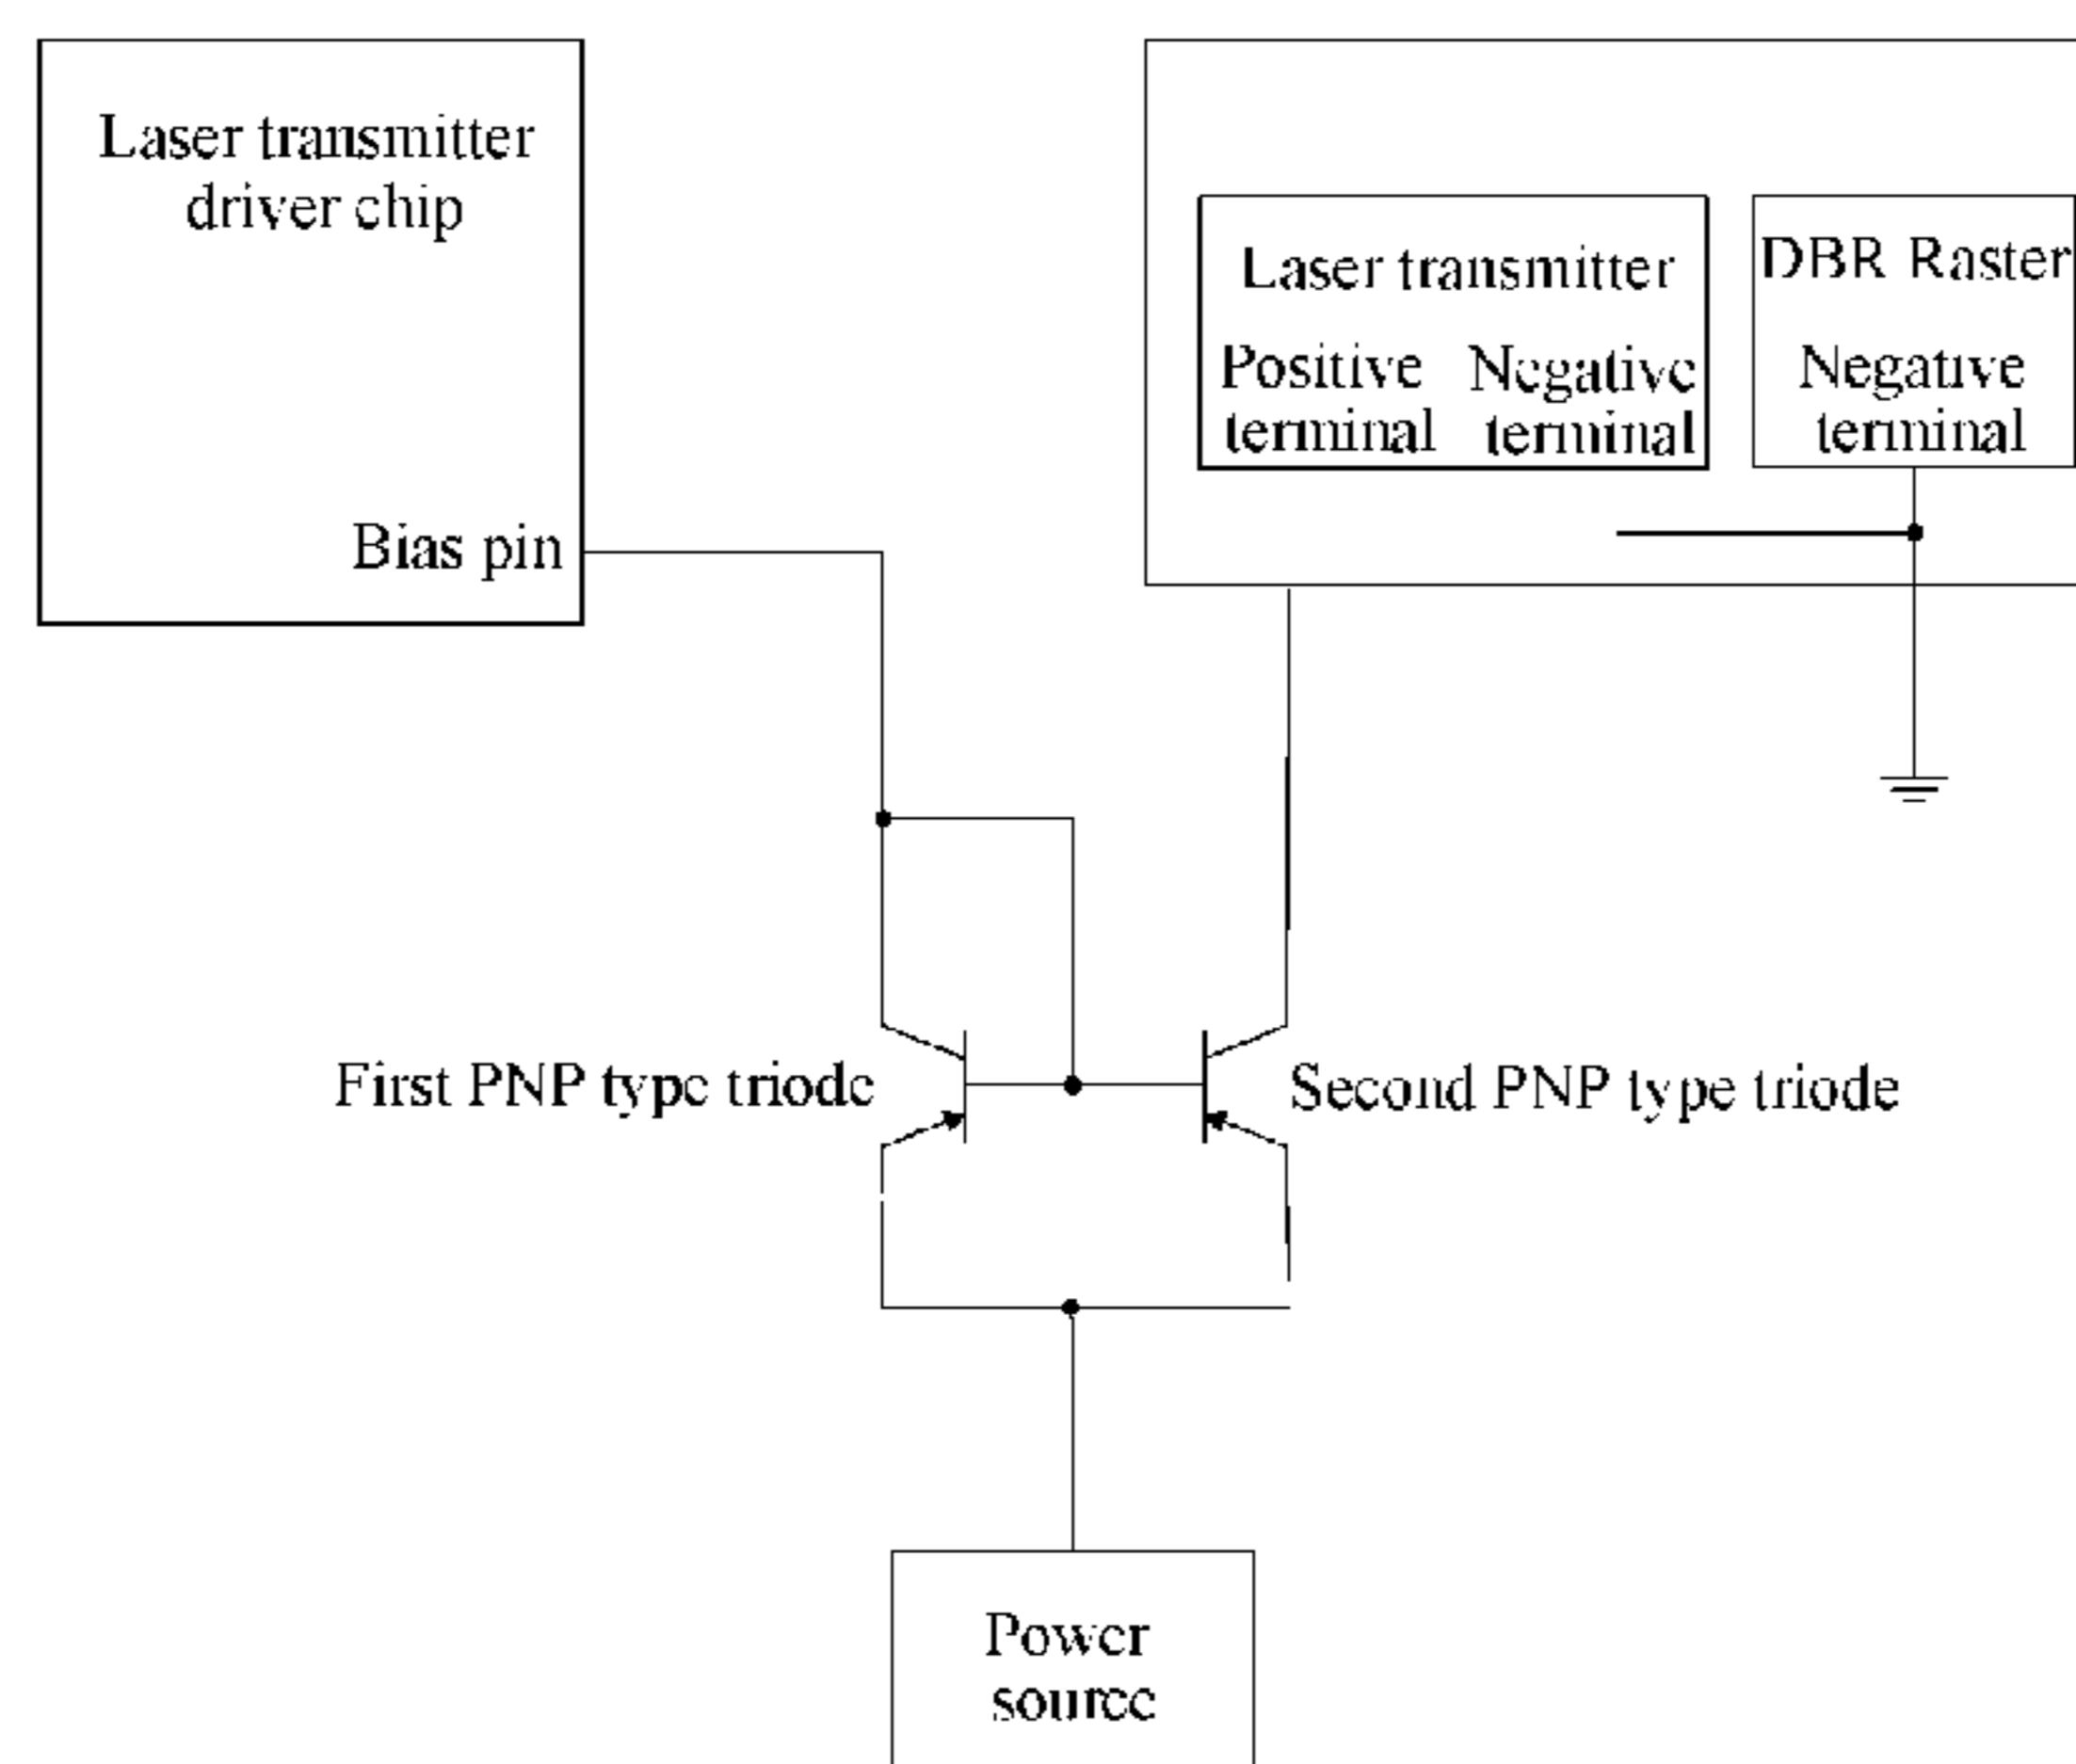 Laser transmitter
driver chip
Bias pin
Laser transmitter
Positive
terminal
Negative
terminal
DBR Raster
Negative
terminal
First PNP type triode
Second PNP type triode
Power
source